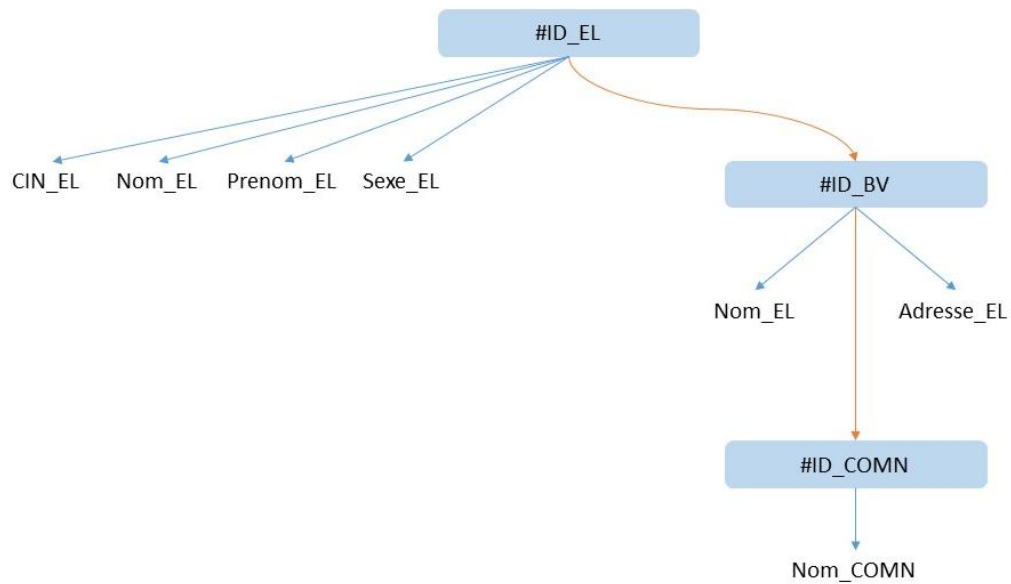 #ID_EL
CIN_EL
Nom_EL
Prenom_EL
Sexe_EL
#ID_BV
Nom_EL
Adresse_EL
#ID_COMN
Nom_COMN